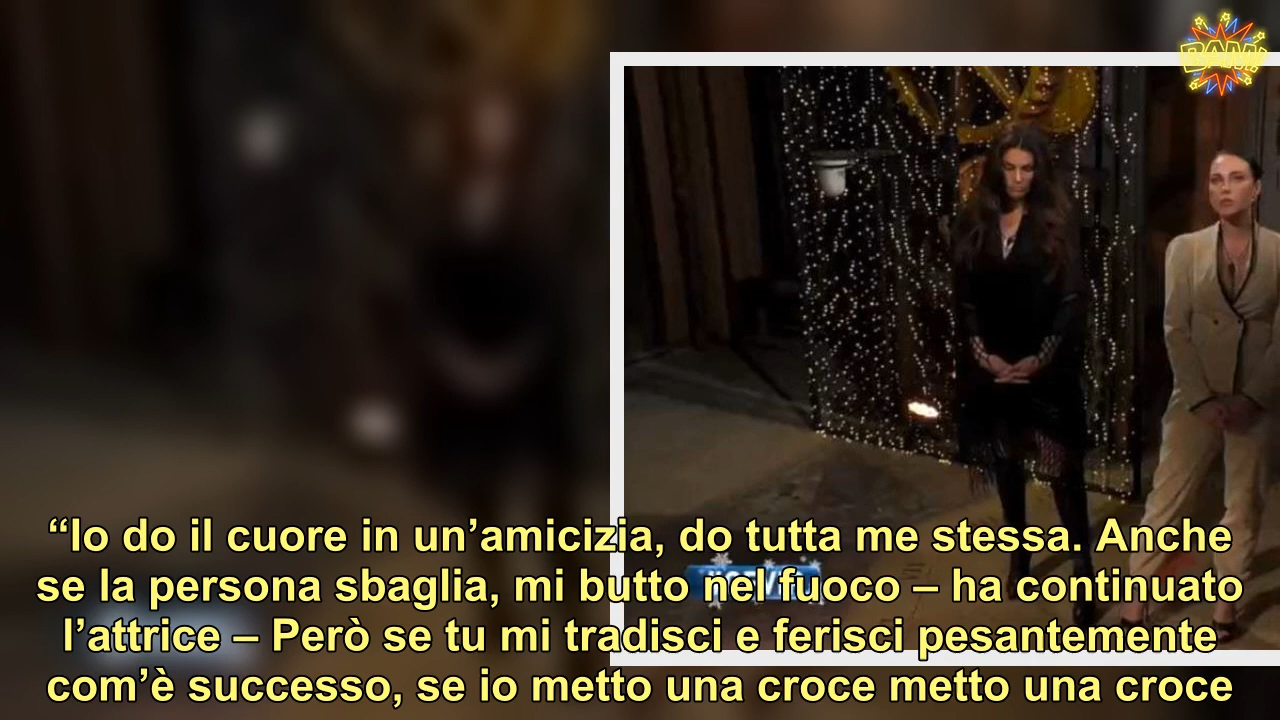 BAM!
“Io do il cuore in un’amicizia, do tutta me stessa. Anche
se la persona sbaglia, mi butto nel fuoco – ha continuato
l’attrice – Però se tu mi tradisci e ferisci pesantemente
com’è successo, se io metto una croce metto una croce